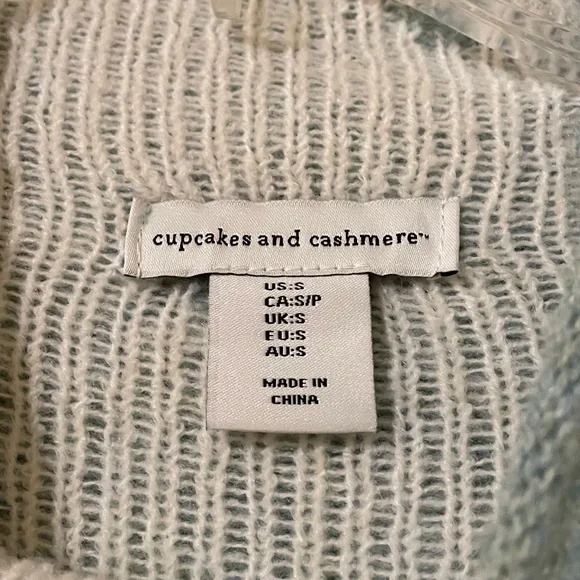 cupcakes and cashmere™
US:S
CA:S/P
UK:S
EU:S
AU:S
MADE IN
CHINA